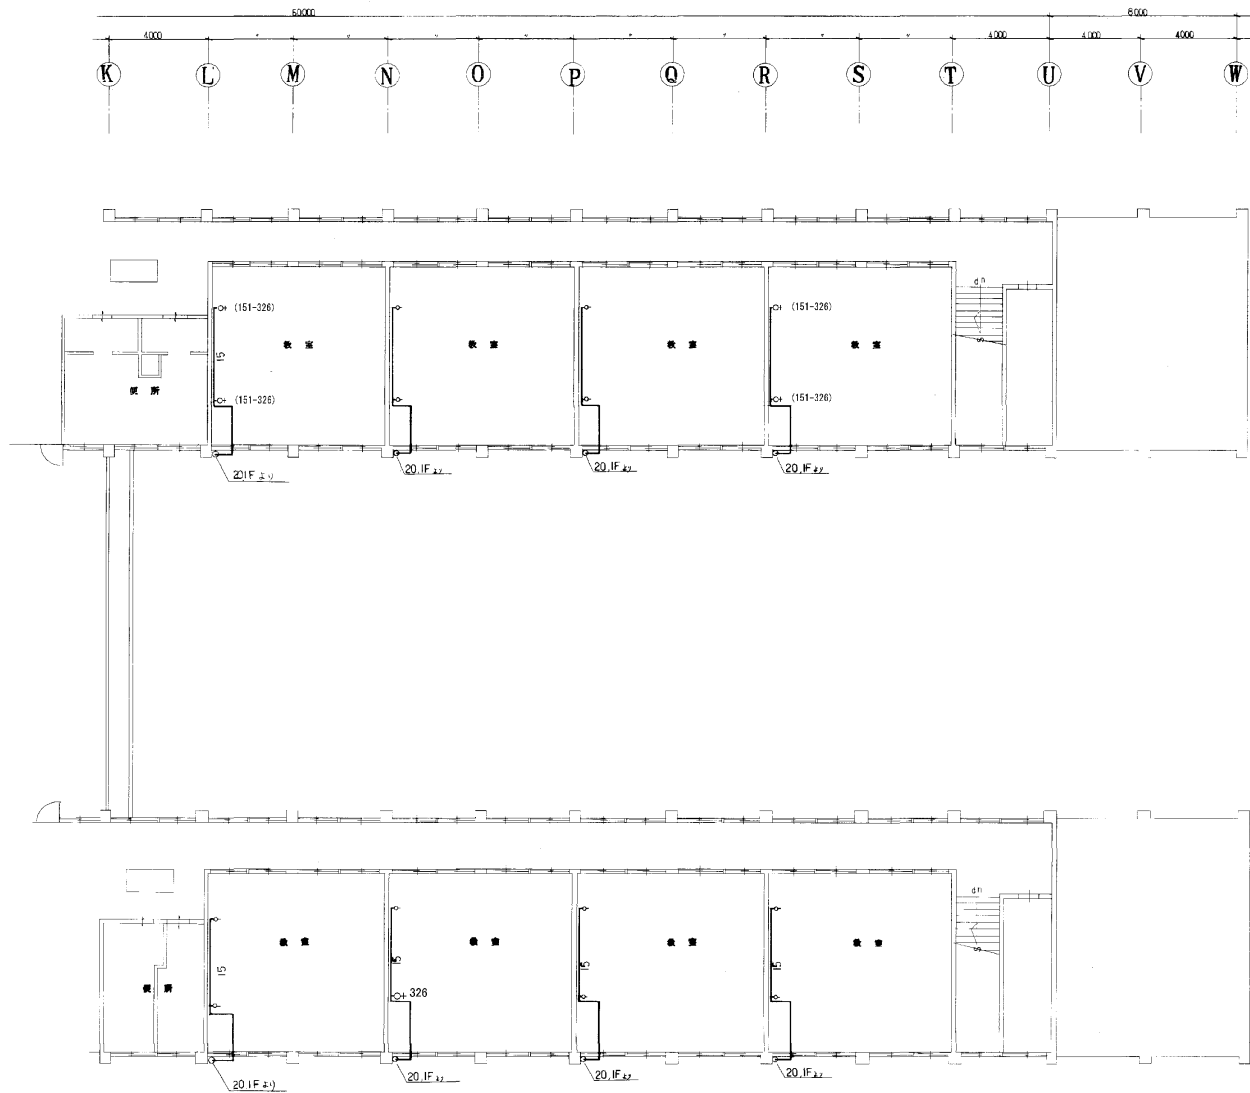 60000 8000
4000 〃 〃 〃 〃 〃 〃 〃 4000 4000 4000
K L M N O P Q R S T U V W
(151-326) (151-326)
dn
教室 教室 教室 教室
15
S
便所
(151-326) (151-326)
20,1Fより 20,1Fより 20,1Fより 20,1Fより
dn
教室 教室 教室 教室
S
15 15 15 15
便所
326
20,1Fより 20,1Fより 20,1Fより 20,1Fより